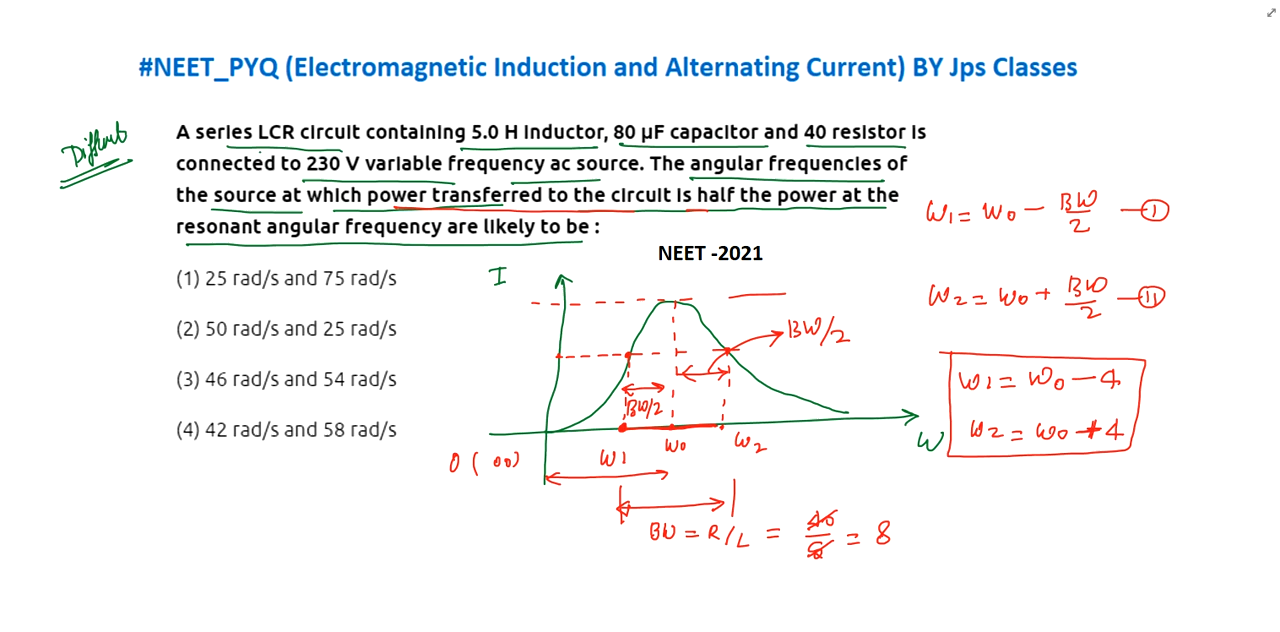 #NEET_PYQ (Electromagnetic Induction and Alternating Current) BY Jps Classes
Difficult
A series LCR circuit containing 5.0 H inductor, 80 μF capacitor and 40 resistor is
connected to 230 V variable frequency ac source. The angular frequencies of
the source at which power transferred to the circuit is half the power at the
resonant angular frequency are likely to be :
NEET -2021
(1) 25 rad/s and 75 rad/s
(2) 50 rad/s and 25 rad/s
(3) 46 rad/s and 54 rad/s
(4) 42 rad/s and 58 rad/s
I
BW/2
BW/2
0 ( 00)
W1
W0
W2
W
BW = R/L = 40/5 = 8
W1 = W0 - BW/2 - I
W2 = W0 + BW/2 - II
W1 = W0 - 4
W2 = W0 + 4